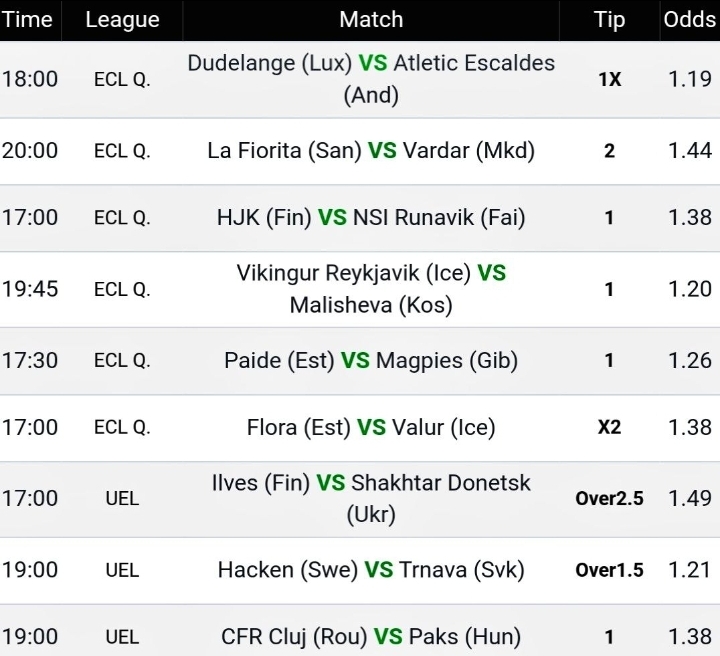 Time League Match Tip Odds
18:00 ECL Q. Dudelange (Lux) VS Atletic Escaldes (And) 1X 1.19
20:00 ECL Q. La Fiorita (San) VS Vardar (Mkd) 2 1.44
17:00 ECL Q. HJK (Fin) VS NSI Runavik (Fai) 1 1.38
19:45 ECL Q. Vikingur Reykjavik (Ice) VS Malisheva (Kos) 1 1.20
17:30 ECL Q. Paide (Est) VS Magpies (Gib) 1 1.26
17:00 ECL Q. Flora (Est) VS Valur (Ice) X2 1.38
17:00 UEL Ilves (Fin) VS Shakhtar Donetsk (Ukr) Over2.5 1.49
19:00 UEL Hacken (Swe) VS Trnava (Svk) Over1.5 1.21
19:00 UEL CFR Cluj (Rou) VS Paks (Hun) 1 1.38